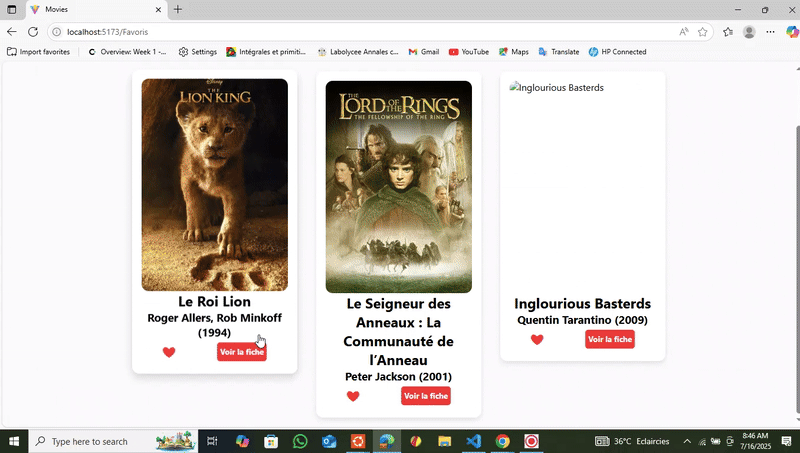 Movies
localhost:5173/Favoris
Import favorites
Overview: Week 1 -...
Settings
Intégrales et primiti...
Labolycee Annales c...
Gmail
YouTube
Maps
Translate
HP Connected
Disney
THE
LION KING
THE
LORD OF THE RINGS
THE FELLOWSHIP OF THE RING
Inglourious Basterds
Le Roi Lion
Roger Allers, Rob Minkoff
(1994)
Voir la fiche
Le Seigneur des
Anneaux : La
Communauté de
l'Anneau
Peter Jackson (2001)
Voir la fiche
Inglourious Basterds
Quentin Tarantino (2009)
Voir la fiche
Type here to search
36°C Eclaircies
8:46 AM
7/16/2025